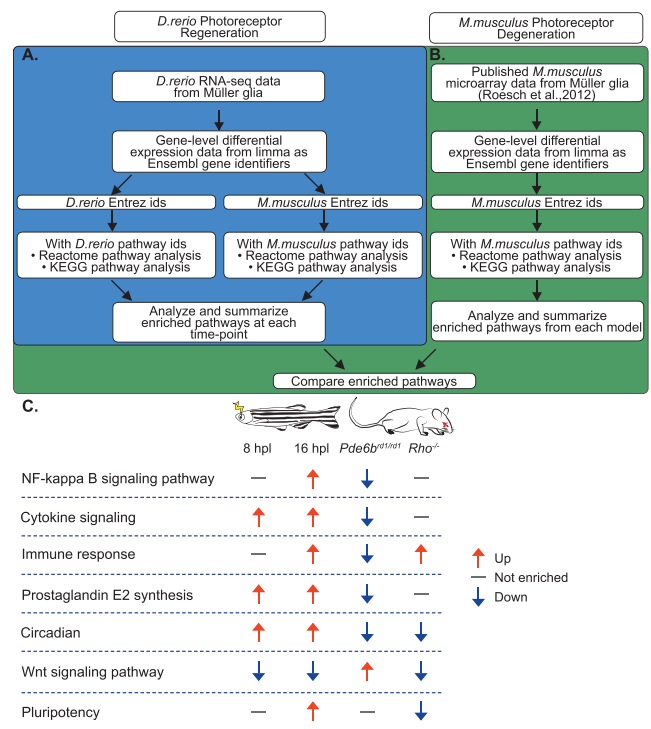 D.rerio Photoreceptor
Regeneration
M.musculus Photoreceptor
Degeneration
A.
D.rerio RNA-seq data
from Müller glia
Gene-level differential
expression data from limma as
Ensembl gene identifiers
D.rerio Entrez ids
M.musculus Entrez ids
With D.rerio pathway ids
• Reactome pathway analysis
• KEGG pathway analysis
With M.musculus pathway ids
• Reactome pathway analysis
• KEGG pathway analysis
Analyze and summarize
enriched pathways at each
time-point
B.
Published M.musculus
microarray data from Müller glia
(Roesch et al.,2012)
Gene-level differential
expression data from limma as
Ensembl gene identifiers
M.musculus Entrez ids
With M.musculus pathway ids
• Reactome pathway analysis
• KEGG pathway analysis
Analyze and summarize
enriched pathways from each model
Compare enriched pathways
C.
8 hpl 16 hpl Pde6b^rd1/rd1 Rho^-/-
NF-kappa B signaling pathway
Cytokine signaling
Immune response
Prostaglandin E2 synthesis
Circadian
Wnt signaling pathway
Pluripotency
Up
Not enriched
Down